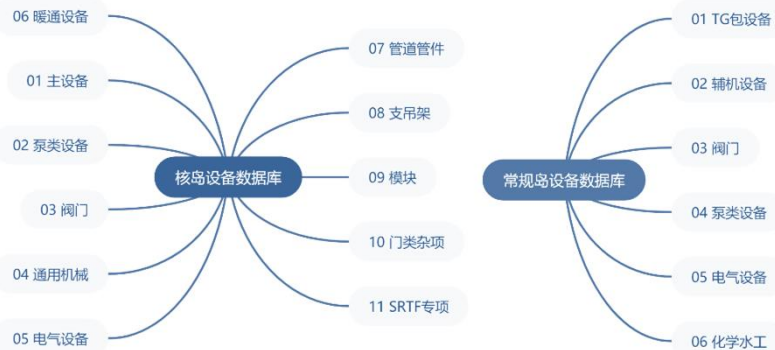 06 暖通设备
01 主设备
02 泵类设备
03 阀门
04 通用机械
05 电气设备
核岛设备数据库
07 管道管件
08 支吊架
09 模块
10 门类杂项
11 SRTF专项
常规岛设备数据库
01 TG包设备
02 辅机设备
03 阀门
04 泵类设备
05 电气设备
06 化学水工